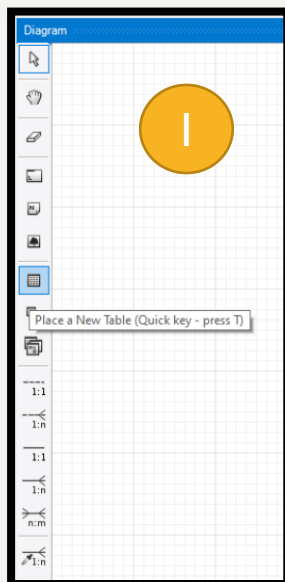 Diagram
I
Place a New Table (Quick key - press T)
1:1
1:n
1:1
1:n
n:m
1:n